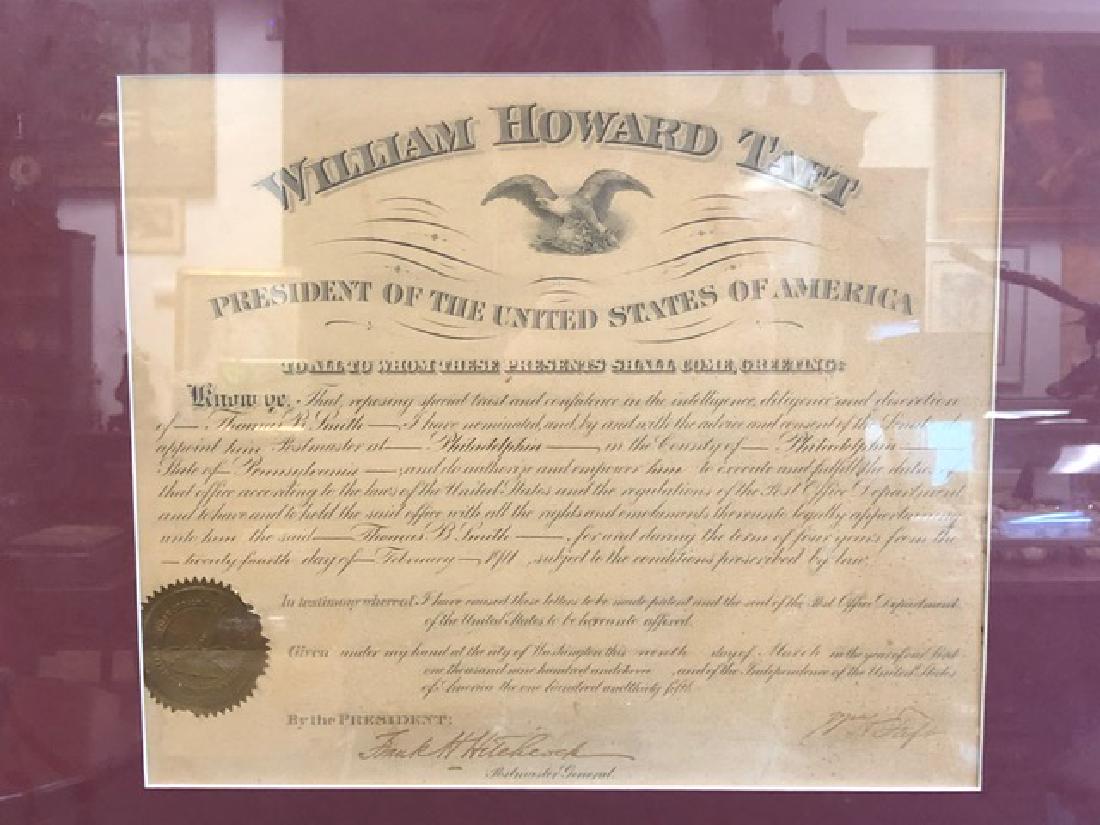 WILLIAM HOWARD TAFT
PRESIDENT OF THE UNITED STATES OF AMERICA
TO ALL TO WHOM THESE PRESENTS SHALL COME, GREETING:
Know ye, That, reposing special trust and confidence in the intelligence, diligence and discretion
of — Thomas B. Smith —, I have nominated, and, by and with the advice and consent of the Senate,
appoint him Postmaster at — Philadelphia —, in the County of — Philadelphia —
State of — Pennsylvania —; and do authorize and empower him to execute and fulfil the duties of
that office according to the laws of the United States and the regulations of the Post Office Department
and to have and to hold the said office with all the rights and emoluments thereunto legally appertaining
unto him the said — Thomas B. Smith —, for and during the term of four years from the
— twenty fourth day of — February —, 1911, subject to the conditions prescribed by law.
In testimony whereof, I have caused these letters to be made patent and the seal of the Post Office Department
of the United States to be hereunto affixed.
Given under my hand at the city of Washington this day of March in the year of our Lord
one thousand nine hundred and eleven, and of the Independence of the United States
of America the one hundred and thirty fifth.
By the PRESIDENT:
Wm H Taft
Frank H Hitchcock
Postmaster General.